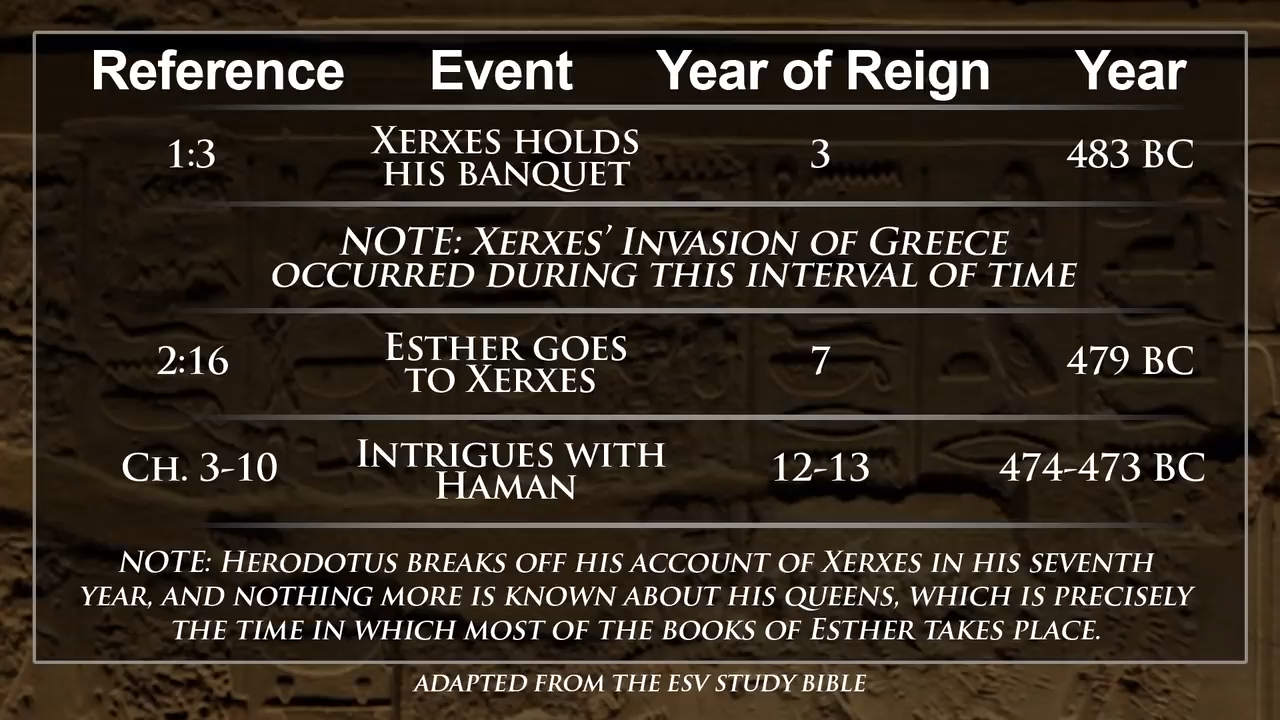 Reference Event Year of Reign Year
1:3 XERXES HOLDS HIS BANQUET 3 483 BC
NOTE: XERXES’ INVASION OF GREECE
OCCURRED DURING THIS INTERVAL OF TIME
2:16 ESTHER GOES TO XERXES 7 479 BC
CH. 3-10 INTRIGUES WITH HAMAN 12-13 474-473 BC
NOTE: HERODOTUS BREAKS OFF HIS ACCOUNT OF XERXES IN HIS SEVENTH
YEAR, AND NOTHING MORE IS KNOWN ABOUT HIS QUEENS, WHICH IS PRECISELY
THE TIME IN WHICH MOST OF THE BOOKS OF ESTHER TAKES PLACE.
ADAPTED FROM THE ESV STUDY BIBLE